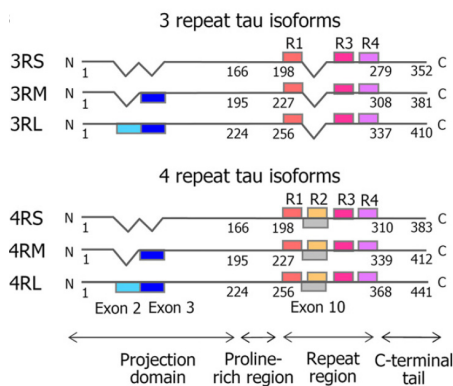 3 repeat tau isoforms
R1 R3 R4
3RS N 1 166 198 279 352 C
3RM N 1 195 227 308 381 C
3RL N 1 224 256 337 410 C
4 repeat tau isoforms
R1 R2 R3 R4
4RS N 1 166 198 310 383 C
4RM N 1 195 227 339 412 C
4RL N 1 224 256 368 441 C
Exon 2 Exon 3 Exon 10
Projection Proline- Repeat C-terminal
domain rich region region tail